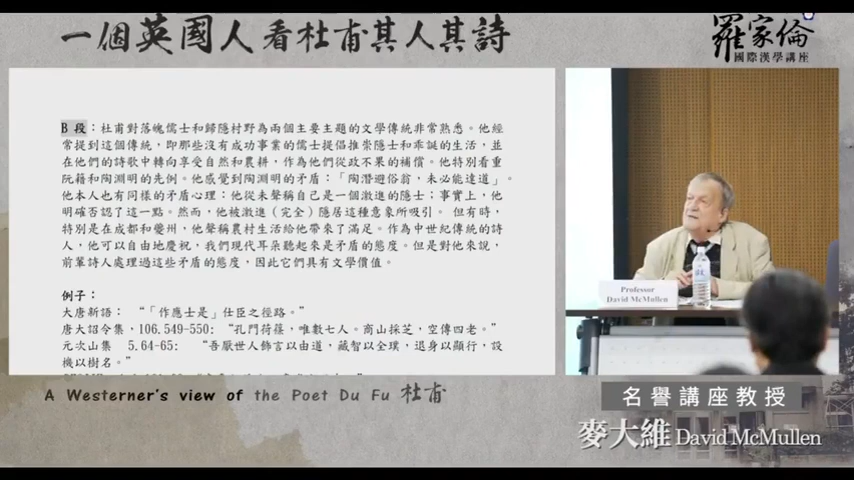 一個英國人看杜甫其人其詩
羅家倫
國際漢學講座
B 段：杜甫對落魄儒士和歸隱村野為兩個主要主題的文學傳統非常熟悉。他經
常提到這個傳統，即那些沒有成功事業的儒士提倡推崇隱士和乖誕的生活，並
在他們的詩歌中轉向享受自然和農耕，作為他們從政不果的補償。他特別看重
阮籍和陶淵明的先例。他感覺到陶淵明的矛盾：「陶潛避俗翁，未必能達道」。
他本人也有同樣的矛盾心理：他從未聲稱自己是一個激進的隱士；事實上，他
明確否認了這一點。然而，他被激進（完全）隱居這種意象所吸引。 但有時，
特別是在成都和夔州，他聲稱農村生活給他帶來了滿足。作為中世紀傳統的詩
人，他可以自由地慶祝，我們現代耳朵聽起來是矛盾的態度。但是對他來說，
前輩詩人處理過這些矛盾的態度，因此它們具有文學價值。
例子：
大唐新語： “「作應士是」仕臣之徑路。”
唐大詔令集，106.549-550: “孔門荷蓧，唯數七人。商山採芝，空傳四老。”
元次山集 5.64-65: “吾厭世人飾言以由道，藏智以全璞，退身以顯行，設
機以樹名。”
Professor
David McMullen
A Westerner's view of the Poet Du Fu 杜甫
名譽講座教授
麥大維 David McMullen